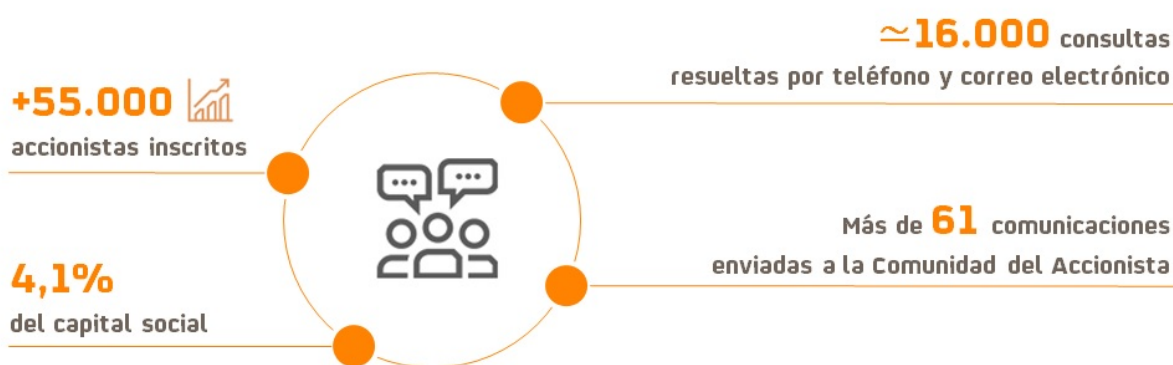 +55.000
accionistas inscritos
4,1%
del capital social
≃16.000 consultas
resueltas por teléfono y correo electrónico
Más de 61 comunicaciones
enviadas a la Comunidad del Accionista